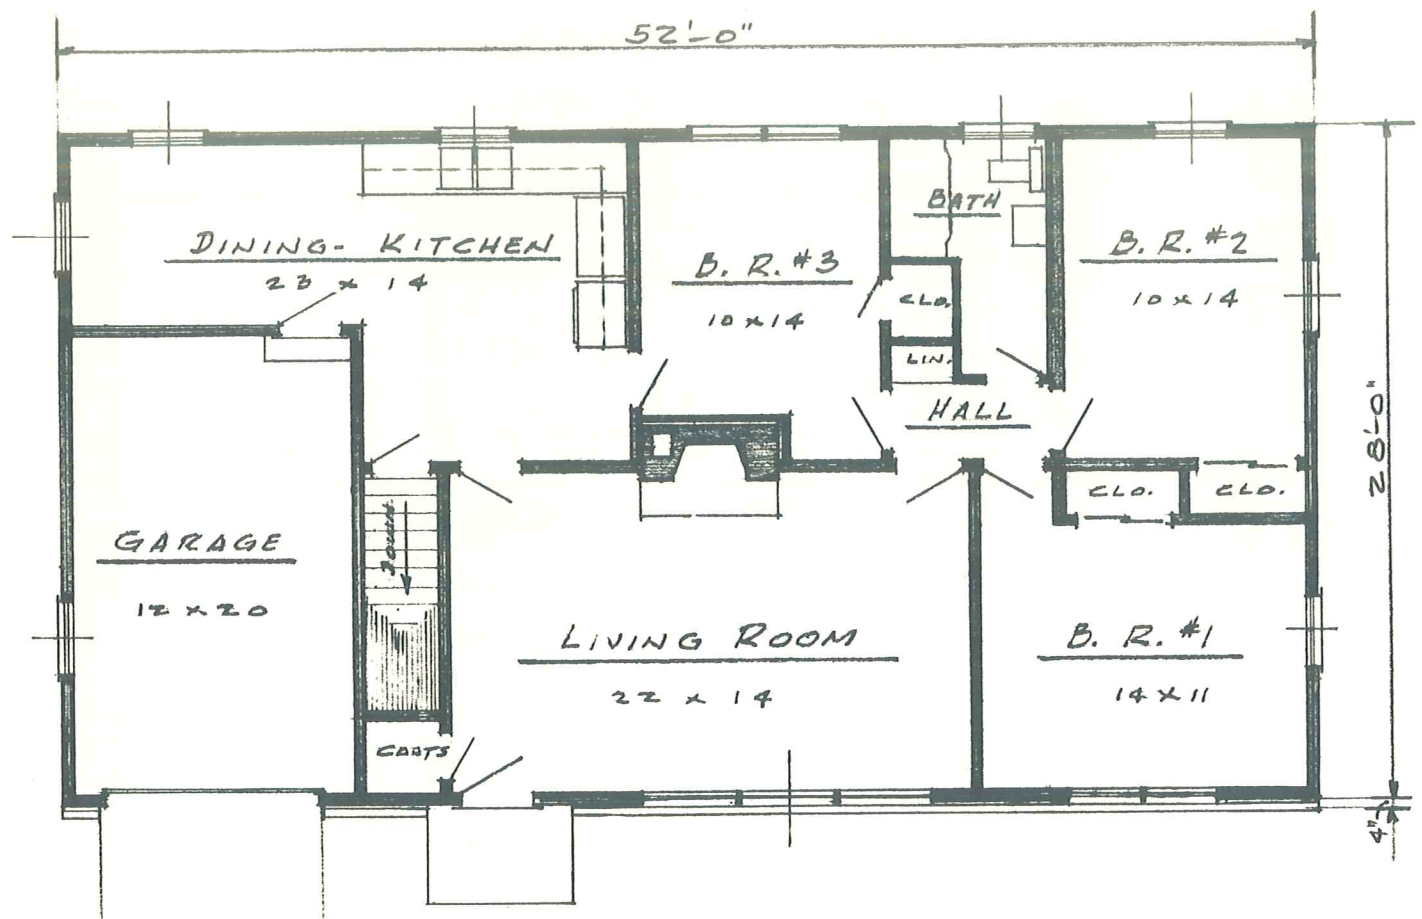 52'-0"
BATH
DINING- KITCHEN
23 x 14
B. R. #3
10 x 14
B. R. #2
10 x 14
CLO.
LIN.
HALL
28'-0"
CLO.
CLO.
GARAGE
12 x 20
DOWN
LIVING ROOM
22 x 14
B. R. #1
14 x 11
COATS
4"